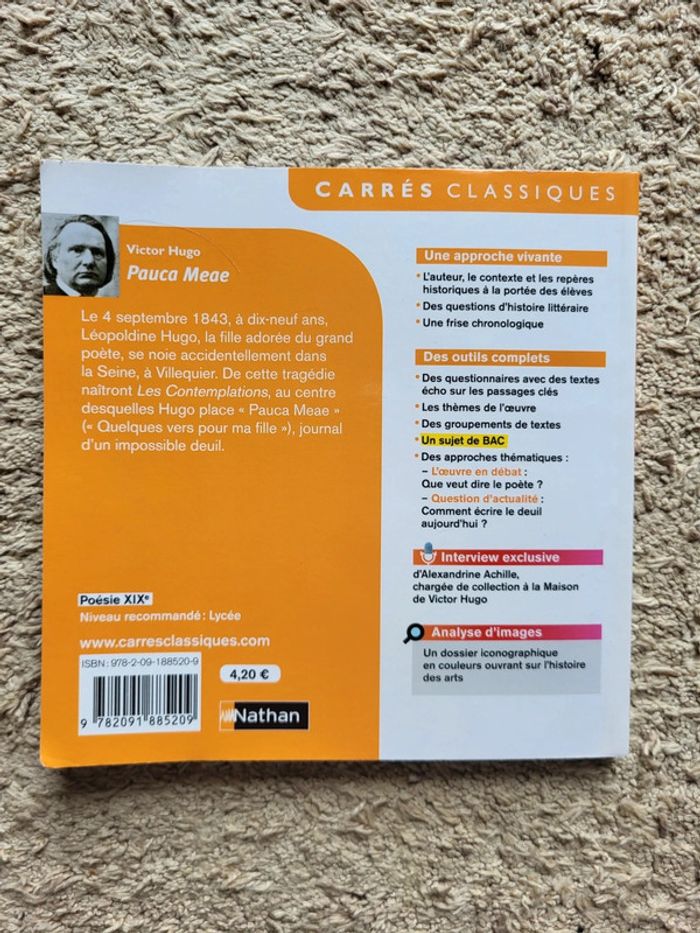 CARRÉS CLASSIQUES
Victor Hugo
Pauca Meae
Le 4 septembre 1843, à dix-neuf ans,
Léopoldine Hugo, la fille adorée du grand
poète, se noie accidentellement dans
la Seine, à Villequier. De cette tragédie
naîtront Les Contemplations, au centre
desquelles Hugo place « Pauca Meae »
(« Quelques vers pour ma fille »), journal
d'un impossible deuil.
Poésie XIXe
Niveau recommandé : Lycée
www.carresclassiques.com
ISBN : 978-2-09-188520-9
9 782091 885209
4,20 €
Nathan
Une approche vivante
• L'auteur, le contexte et les repères
historiques à la portée des élèves
• Des questions d'histoire littéraire
• Une frise chronologique
Des outils complets
• Des questionnaires avec des textes
écho sur les passages clés
• Les thèmes de l'œuvre
• Des groupements de textes
• Un sujet de BAC
• Des approches thématiques :
– L'œuvre en débat :
Que veut dire le poète ?
– Question d'actualité :
Comment écrire le deuil
aujourd'hui ?
Interview exclusive
d'Alexandrine Achille,
chargée de collection à la Maison
de Victor Hugo
Analyse d'images
Un dossier iconographique
en couleurs ouvrant sur l'histoire
des arts